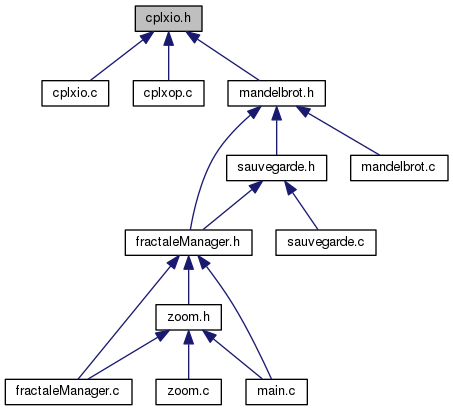 cplxio.h
cplxio.c
cplxop.c
mandelbrot.h
sauvegarde.h
mandelbrot.c
fractaleManager.h
sauvegarde.c
zoom.h
fractaleManager.c
zoom.c
main.c